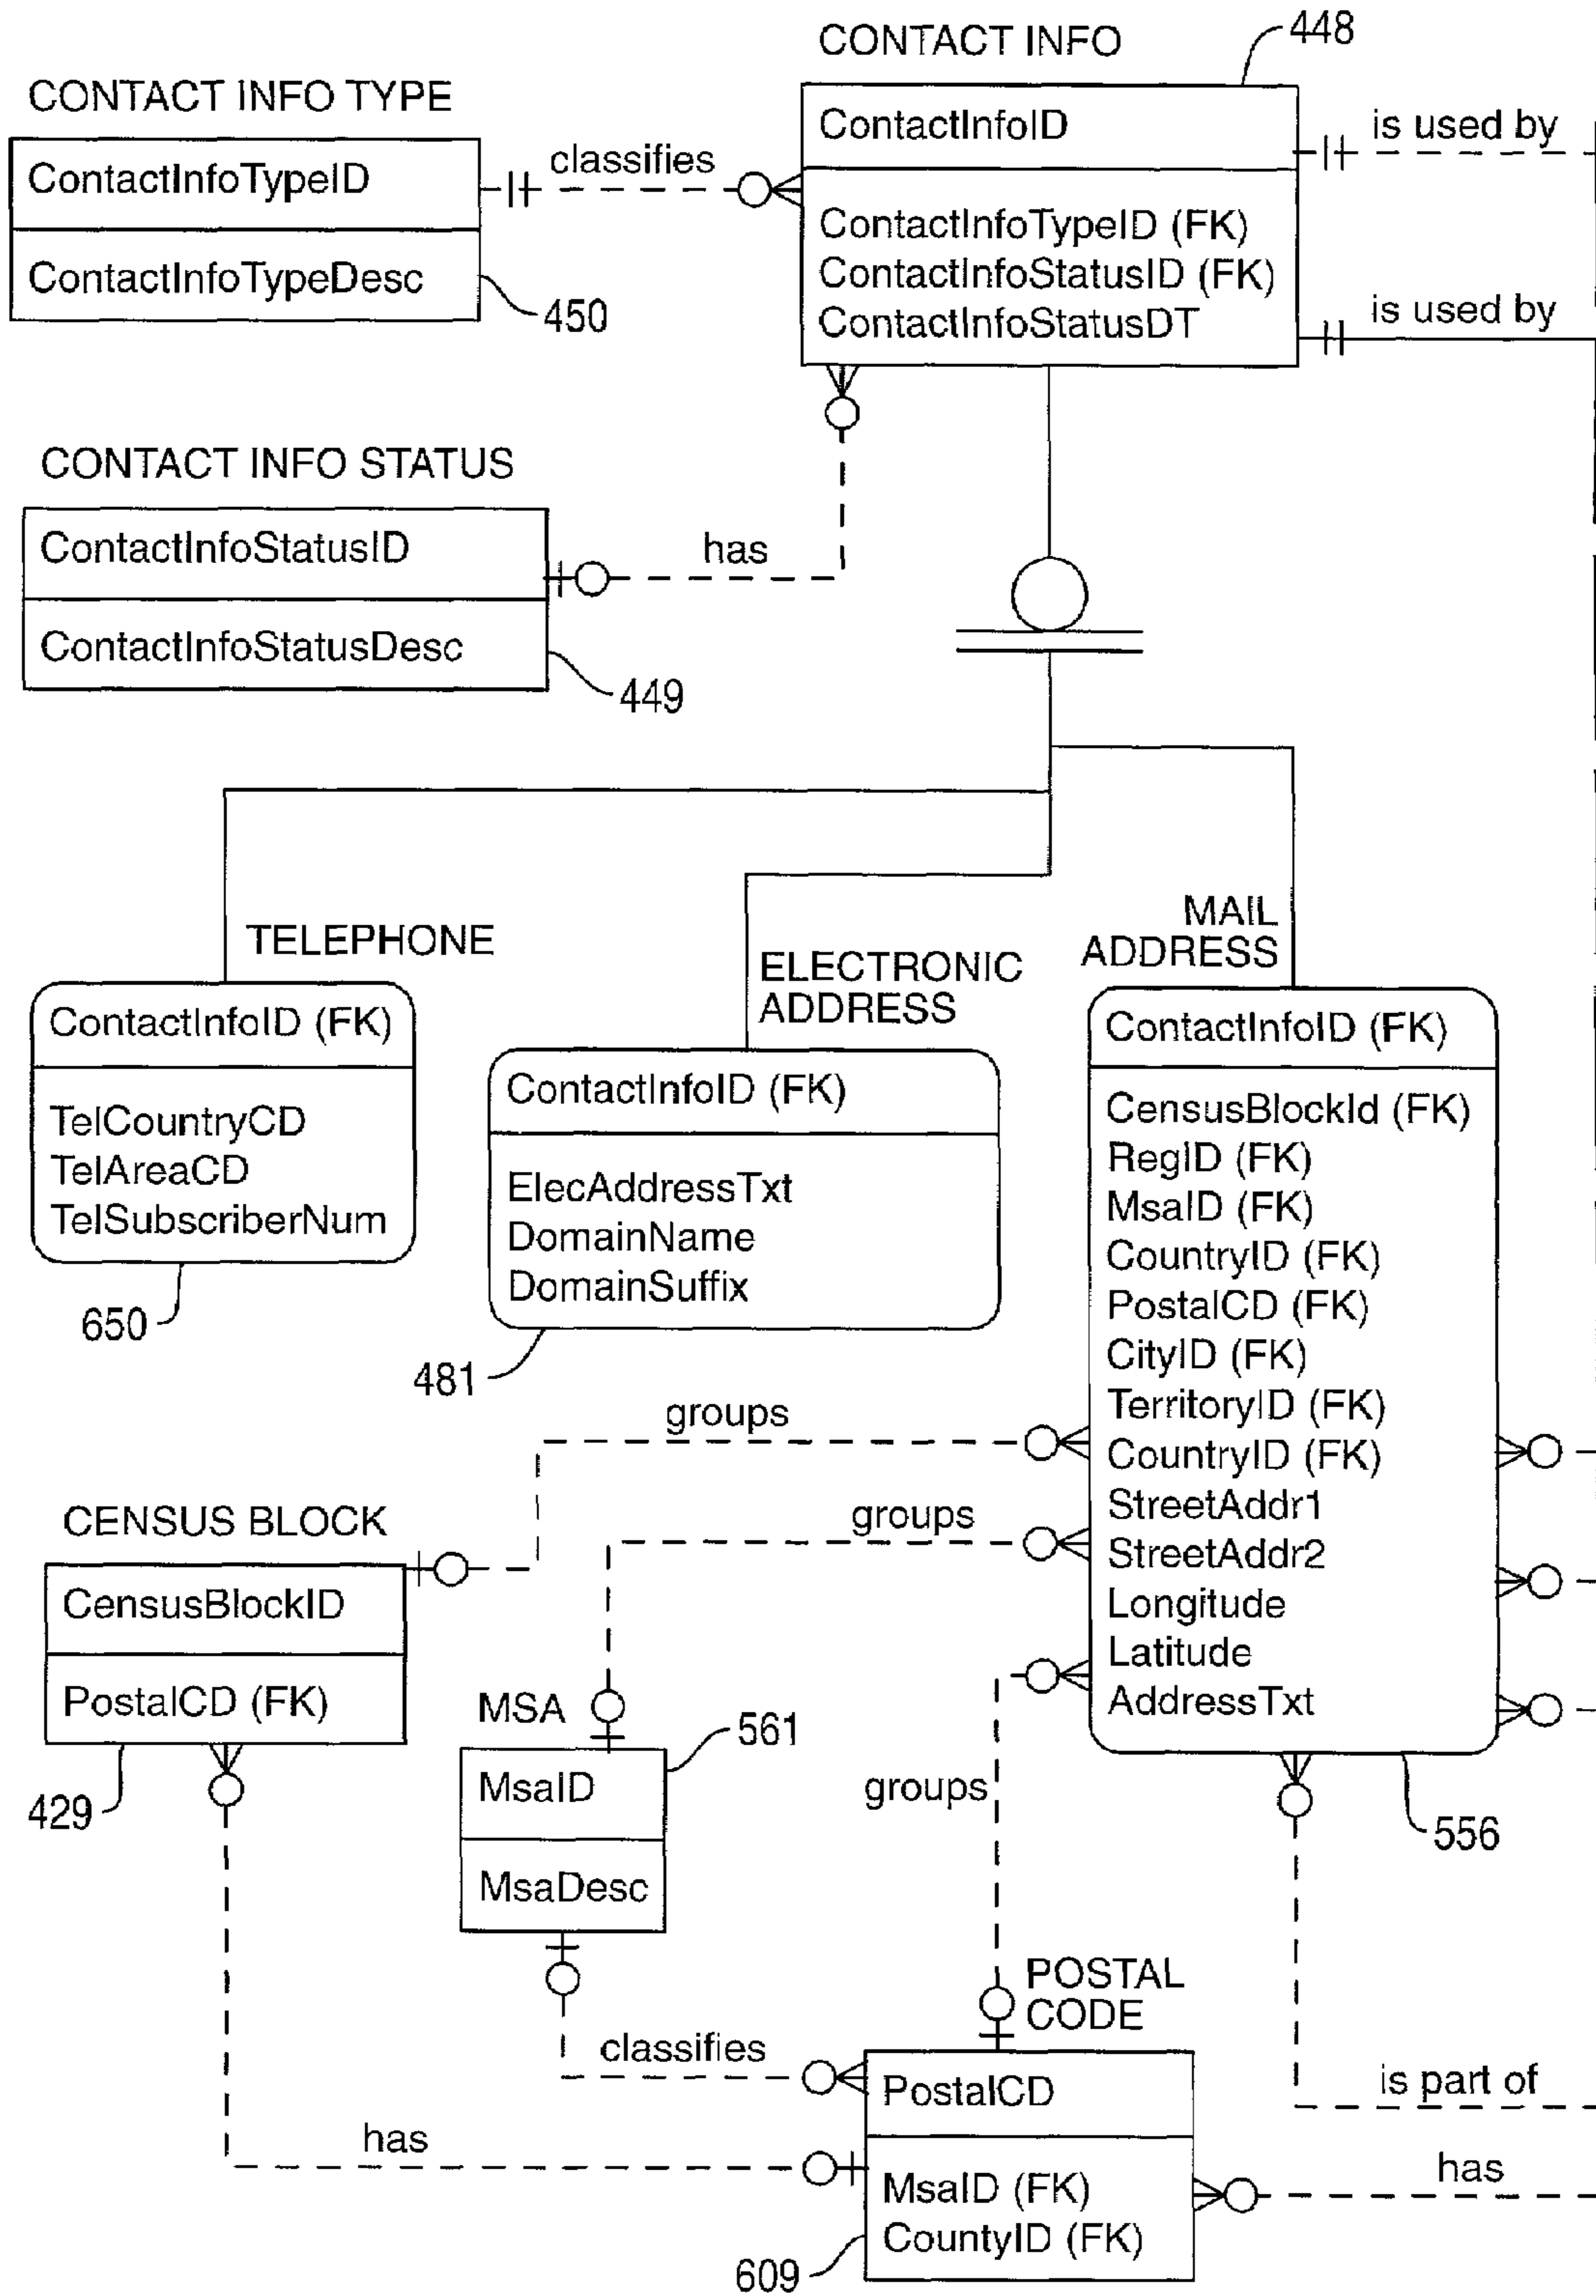 CONTACT INFO
448
CONTACT INFO TYPE
ContactInfoID
is used by
ContactInfoTypeID
classifies
ContactInfoTypeID (FK)
ContactInfoStatusID (FK)
ContactInfoStatusDT
ContactInfoTypeDesc
450
is used by
CONTACT INFO STATUS
ContactInfoStatusID
has
ContactInfoStatusDesc
449
TELEPHONE
ContactInfoID (FK)
TelCountryCD
TelAreaCD
TelSubscriberNum
650
ELECTRONIC
ADDRESS
ContactInfoID (FK)
ElecAddressTxt
DomainName
DomainSuffix
481
MAIL
ADDRESS
ContactInfoID (FK)
CensusBlockId (FK)
RegID (FK)
MsaID (FK)
CountryID (FK)
PostalCD (FK)
CityID (FK)
TerritoryID (FK)
CountryID (FK)
StreetAddr1
StreetAddr2
Longitude
Latitude
AddressTxt
556
groups
groups
groups
CENSUS BLOCK
CensusBlockID
PostalCD (FK)
429
MSA
561
MsaID
MsaDesc
classifies
has
POSTAL
CODE
PostalCD
MsaID (FK)
CountyID (FK)
609
is part of
has